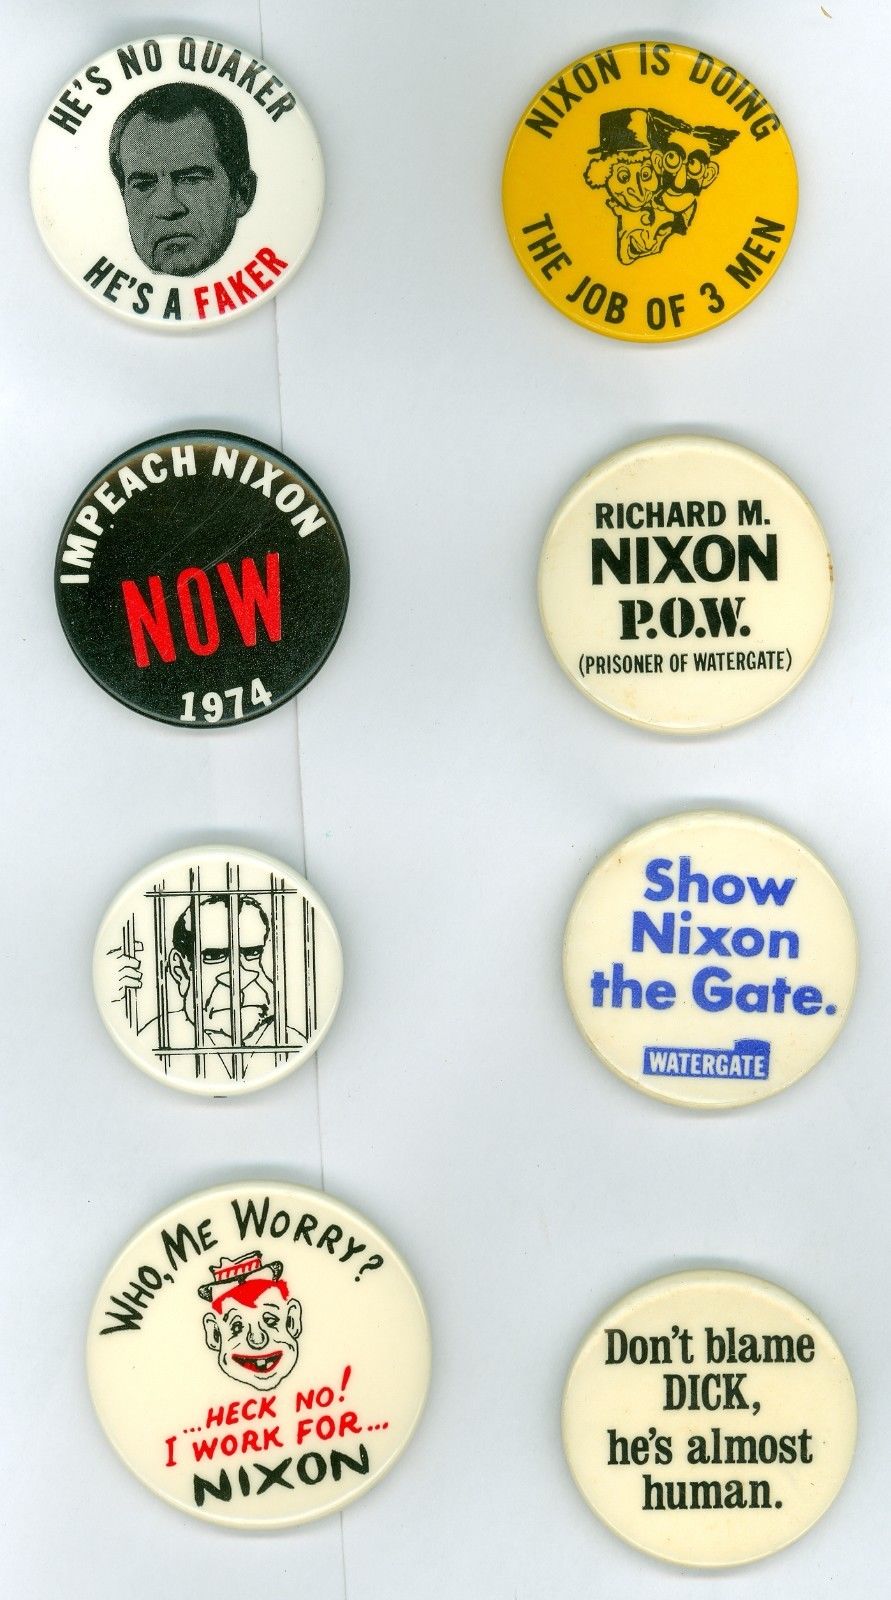 HE'S NO QUAKER
HE'S A FAKER
NIXON IS DOING
THE JOB OF 3 MEN
IMPEACH NIXON
NOW
1974
RICHARD M.
NIXON
P.O.W.
(PRISONER OF WATERGATE)
Show
Nixon
the Gate.
WATERGATE
WHO, ME WORRY?
...HECK NO!
I WORK FOR...
NIXON
Don't blame
DICK,
he's almost
human.